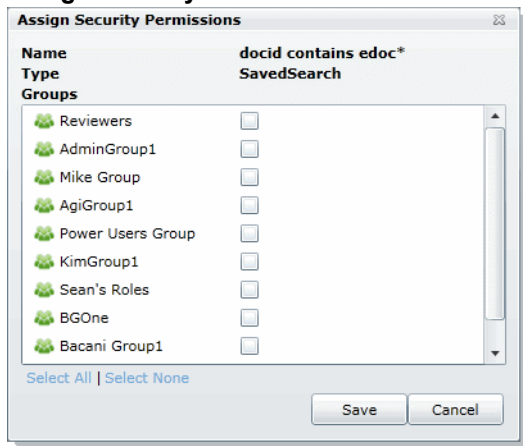 Assign Security Permissions
Name docid contains edoc*
Type SavedSearch
Groups
Reviewers
AdminGroup1
Mike Group
AgiGroup1
Power Users Group
KimGroup1
Sean's Roles
BGOne
Bacani Group1
Select All | Select None
Save Cancel